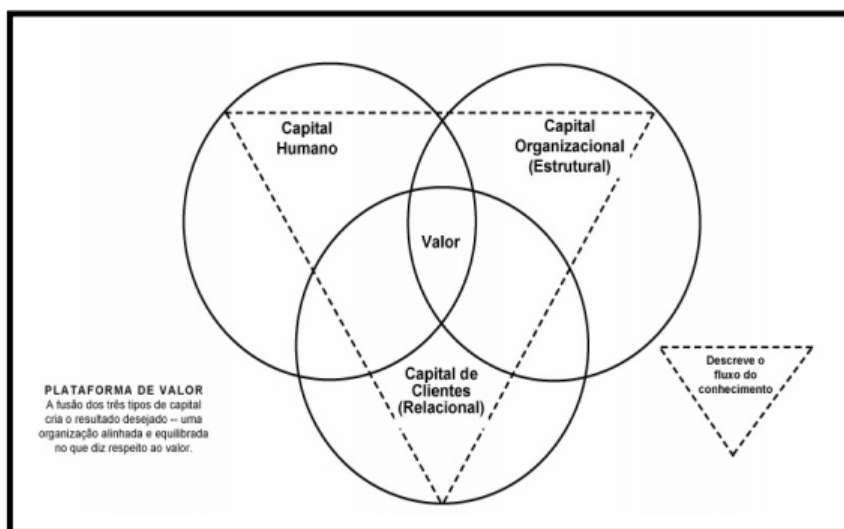 Capital
Humano
Capital
Organizacional
(Estrutural)
Valor
Capital de
Clientes
(Relacional)
Descreve o
fluxo do
conhecimento
PLATAFORMA DE VALOR
A fusão dos três tipos de capital
cria o resultado desejado -- uma
organização alinhada e equilibrada
no que diz respeito ao valor.